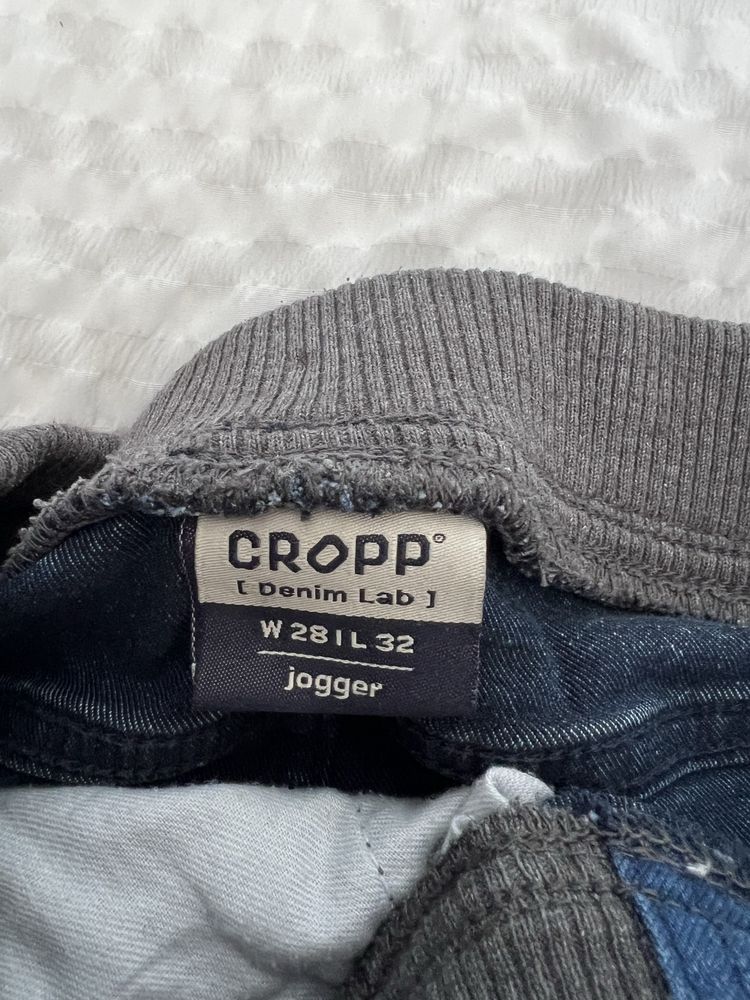 CROPP®
[ Denim Lab ]
W 28 | L 32
jogger